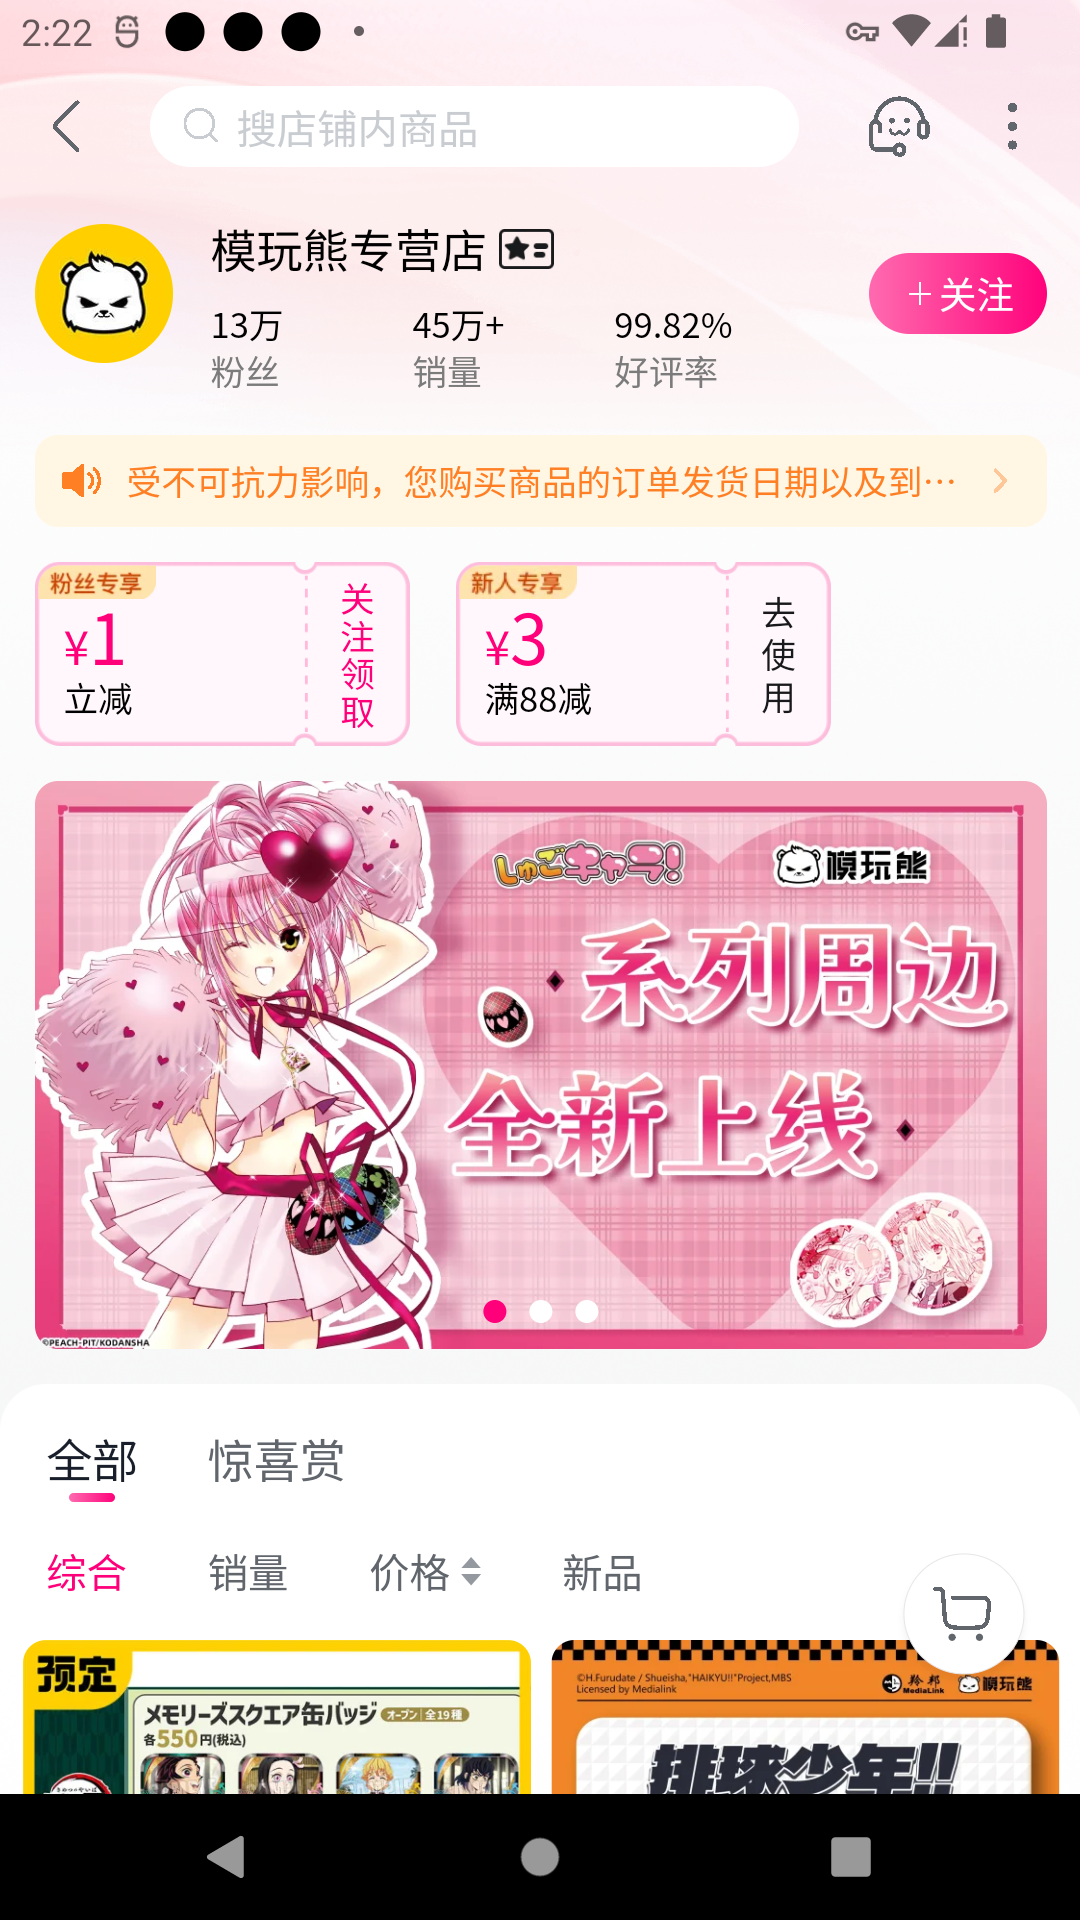 2:22
搜店铺内商品
模玩熊专营店
13万 45万+ 99.82%
粉丝 销量 好评率
+关注
受不可抗力影响，您购买商品的订单发货日期以及到…
粉丝专享
¥1
立减
关注领取
新人专享
¥3
满88减
去使用
しゅごキャラ!
模玩熊
系列周边
全新上线
©PEACH-PIT/KODANSHA
全部 惊喜赏
综合 销量 价格 新品
预定
メモリーズスクエア缶バッジ オープン 全19種
各550円(税込)
©H.Furudate / Shueisha,"HAIKYU!!"Project,MBS
Licensed by Medialink
羚邦
MediaLink
模玩熊
排球少年!!